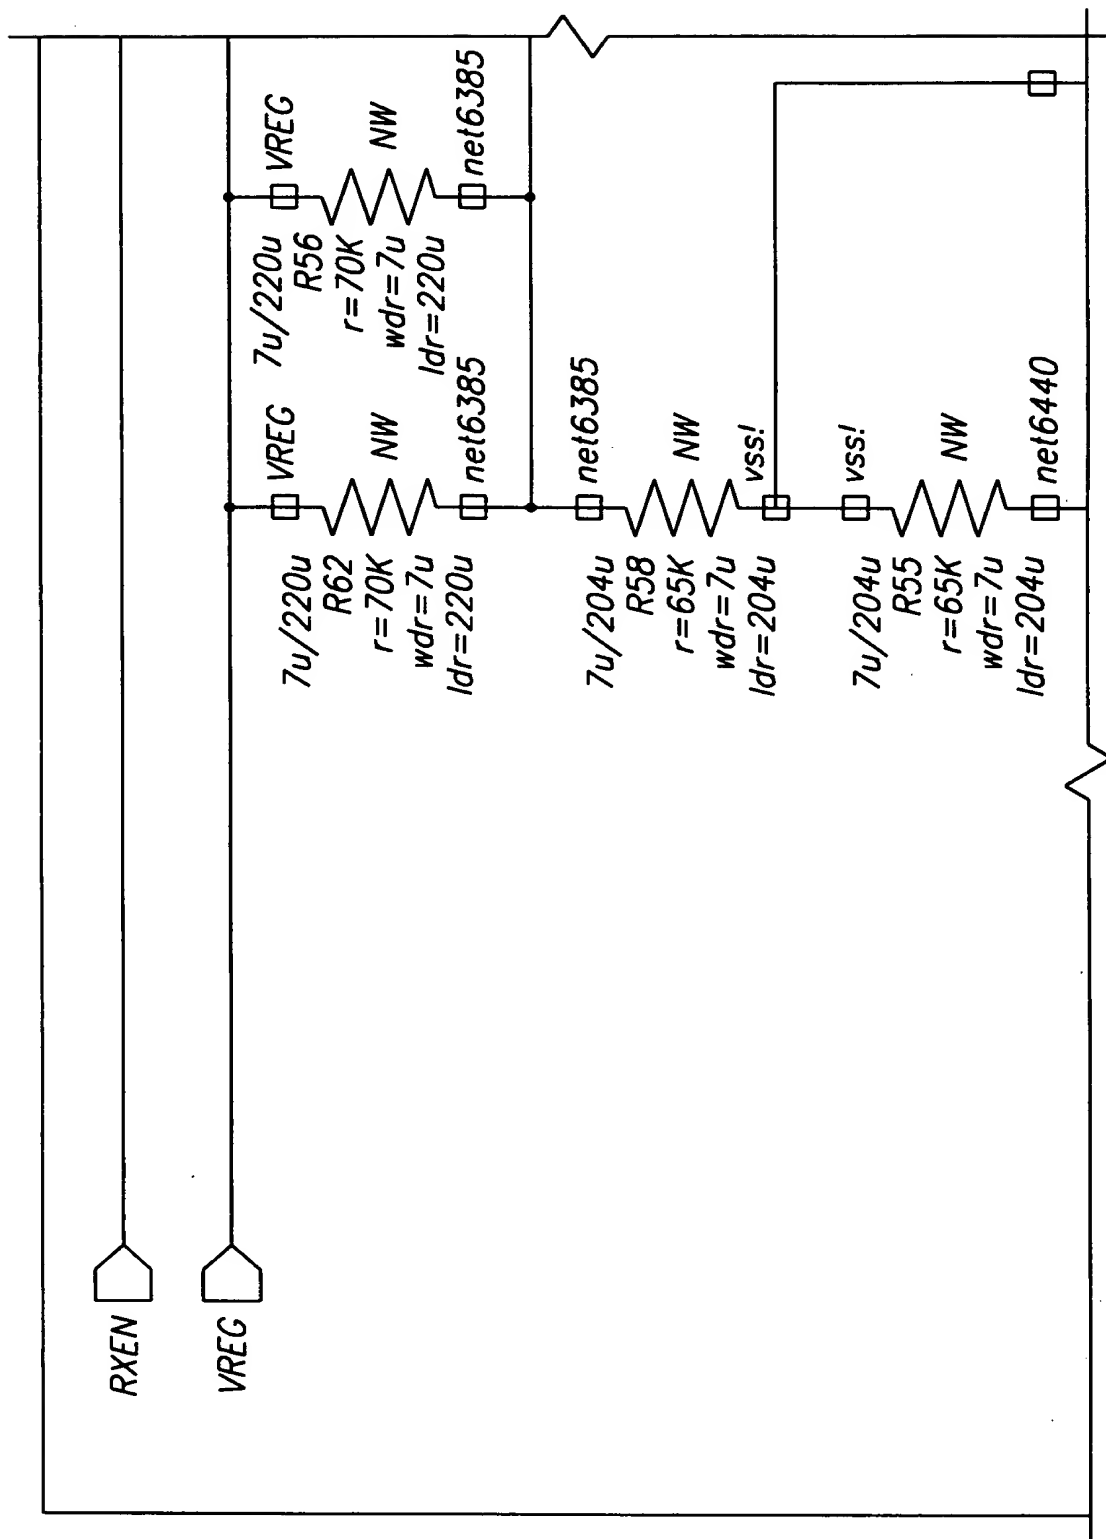 RXEN
VREG
7u/220u
R62
r=70K
wdr=7u
ldr=220u
VREG
NW
net6385
7u/220u
R56
r=70K
wdr=7u
ldr=220u
VREG
NW
net6385
7u/204u
R58
r=65K
wdr=7u
ldr=204u
net6385
NW
vss!
7u/204u
R55
r=65K
wdr=7u
ldr=204u
vss!
NW
net6440